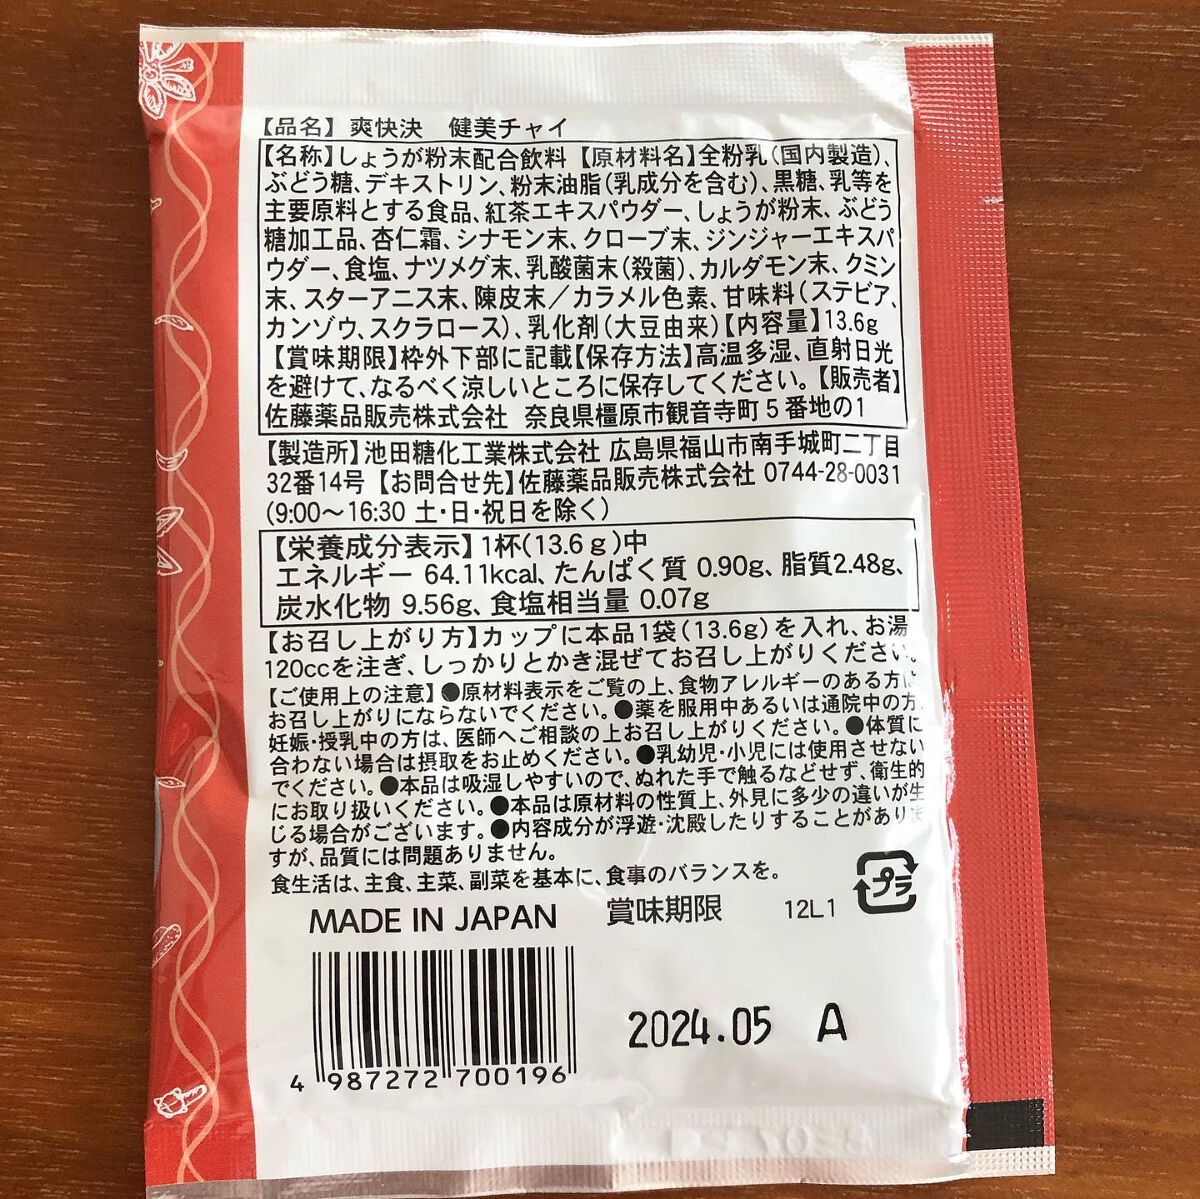 【品名】爽快決　健美チャイ
【名称】しょうが粉末配合飲料【原材料名】全粉乳(国内製造)、
ぶどう糖、デキストリン、粉末油脂(乳成分を含む)、黒糖、乳等を
主要原料とする食品、紅茶エキスパウダー、しょうが粉末、ぶどう
糖加工品、杏仁霜、シナモン末、クローブ末、ジンジャーエキスパ
ウダー、食塩、ナツメグ末、乳酸菌末(殺菌)、カルダモン末、クミン
末、スターアニス末、陳皮末／カラメル色素、甘味料(ステビア、
カンゾウ、スクラロース)、乳化剤(大豆由来)【内容量】13.6g
【賞味期限】枠外下部に記載【保存方法】高温多湿、直射日光
を避けて、なるべく涼しいところに保存してください。【販売者】
佐藤薬品販売株式会社 奈良県橿原市観音寺町5番地の1
【製造所】池田糖化工業株式会社 広島県福山市南手城町二丁目
32番14号【お問合せ先】佐藤薬品販売株式会社 0744-28-0031
(9:00～16:30 土・日・祝日を除く)
【栄養成分表示】1杯(13.6g)中
エネルギー 64.11kcal、たんぱく質 0.90g、脂質2.48g、
炭水化物 9.56g、食塩相当量 0.07g
【お召し上がり方】カップに本品1袋(13.6g)を入れ、お湯
120ccを注ぎ、しっかりとかき混ぜてお召し上がりください。
【ご使用上の注意】●原材料表示をご覧の上、食物アレルギーのある方は
お召し上がりにならないでください。●薬を服用中あるいは通院中の方、
妊娠・授乳中の方は、医師へご相談の上お召し上がりください。●体質に
合わない場合は摂取をお止めください。●乳幼児・小児には使用させない
でください。●本品は吸湿しやすいので、ぬれた手で触るなどせず、衛生的
にお取り扱いください。●本品は原材料の性質上、外見に多少の違いが生
じる場合がございます。●内容成分が浮遊・沈殿したりすることがありま
すが、品質には問題ありません。
食生活は、主食、主菜、副菜を基本に、食事のバランスを。
プラ
MADE IN JAPAN 賞味期限 12L1
2024.05 A
4 987272 700196